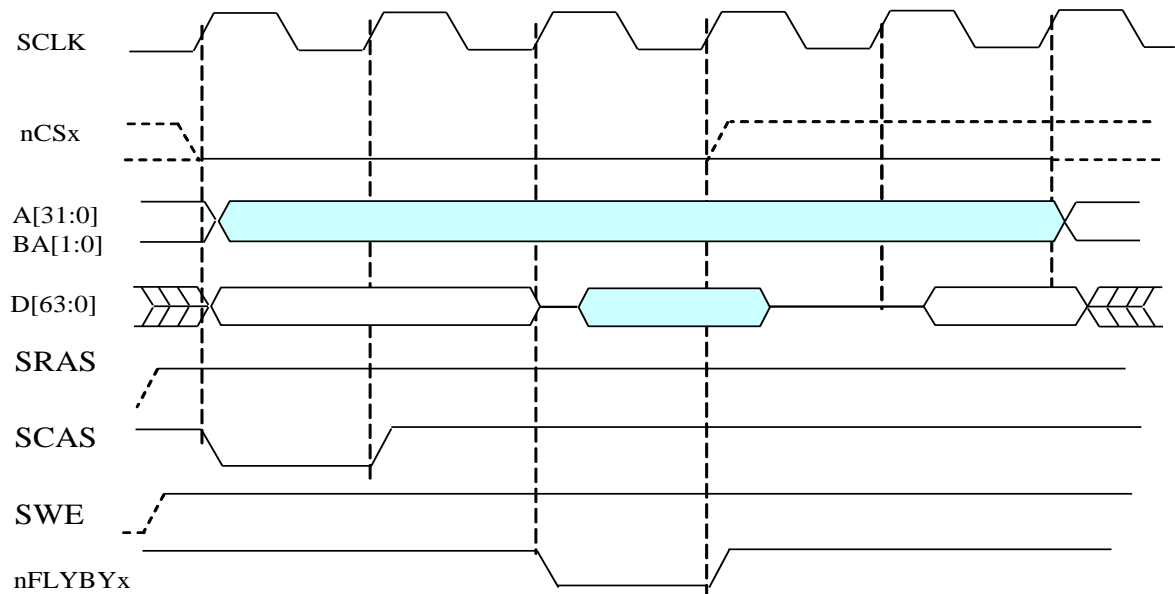 SCLK
nCSx
A[31:0]
BA[1:0]
D[63:0]
SRAS
SCAS
SWE
nFLYBYx